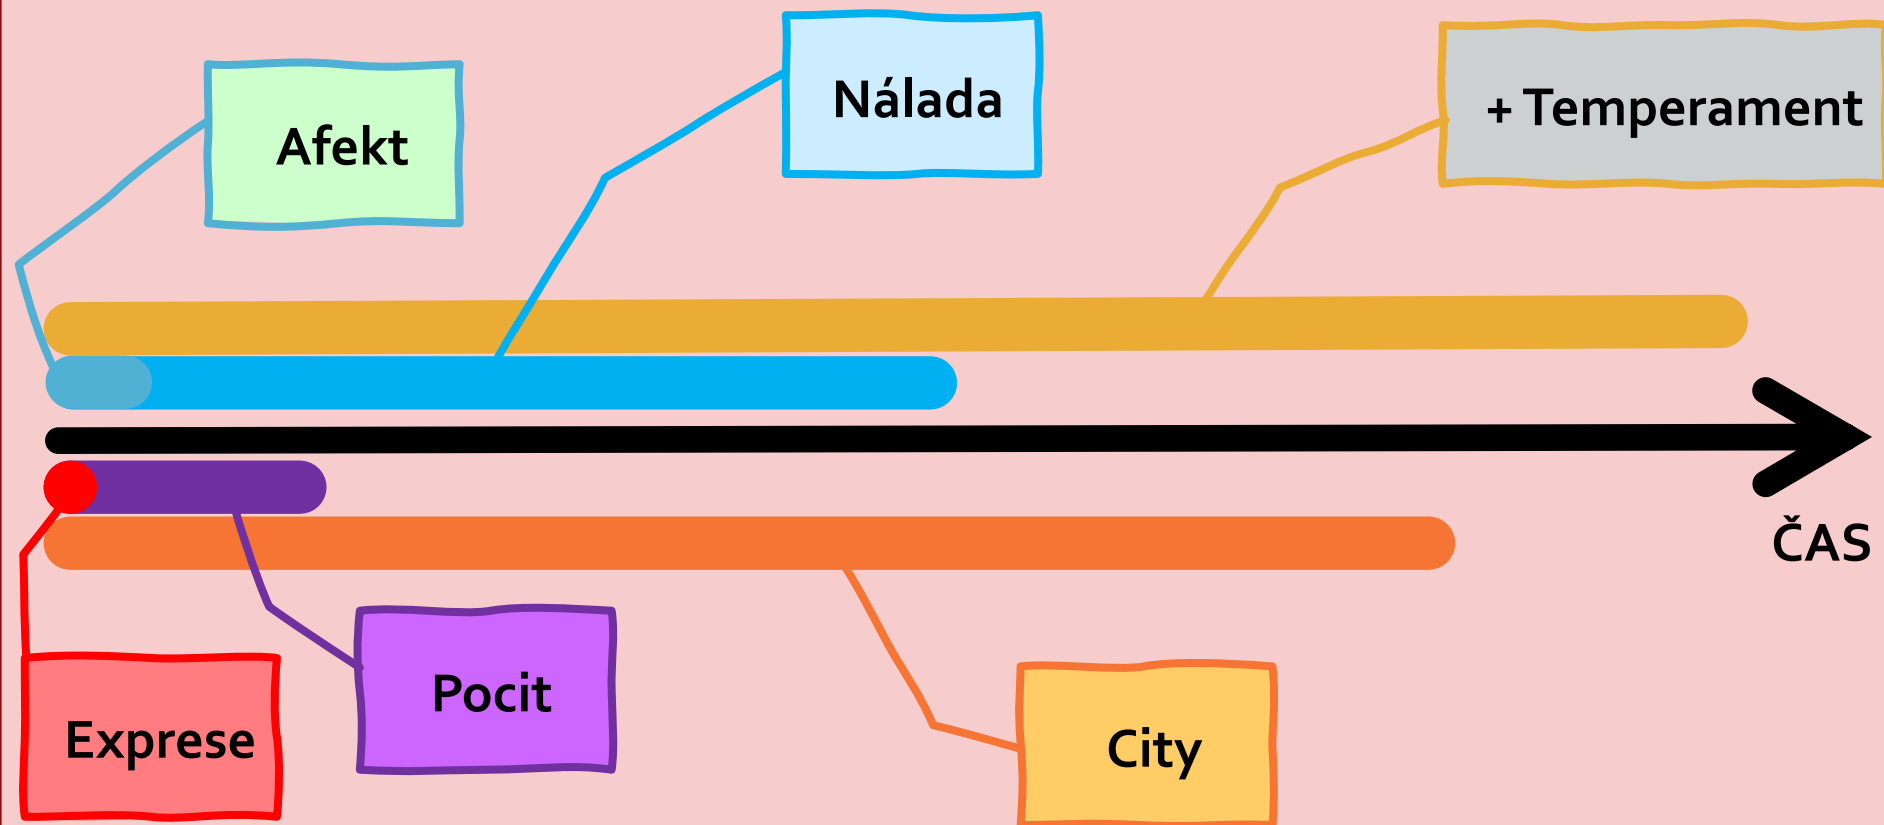 Nálada
+ Temperament
Afekt
ČAS
Pocit
Exprese
City